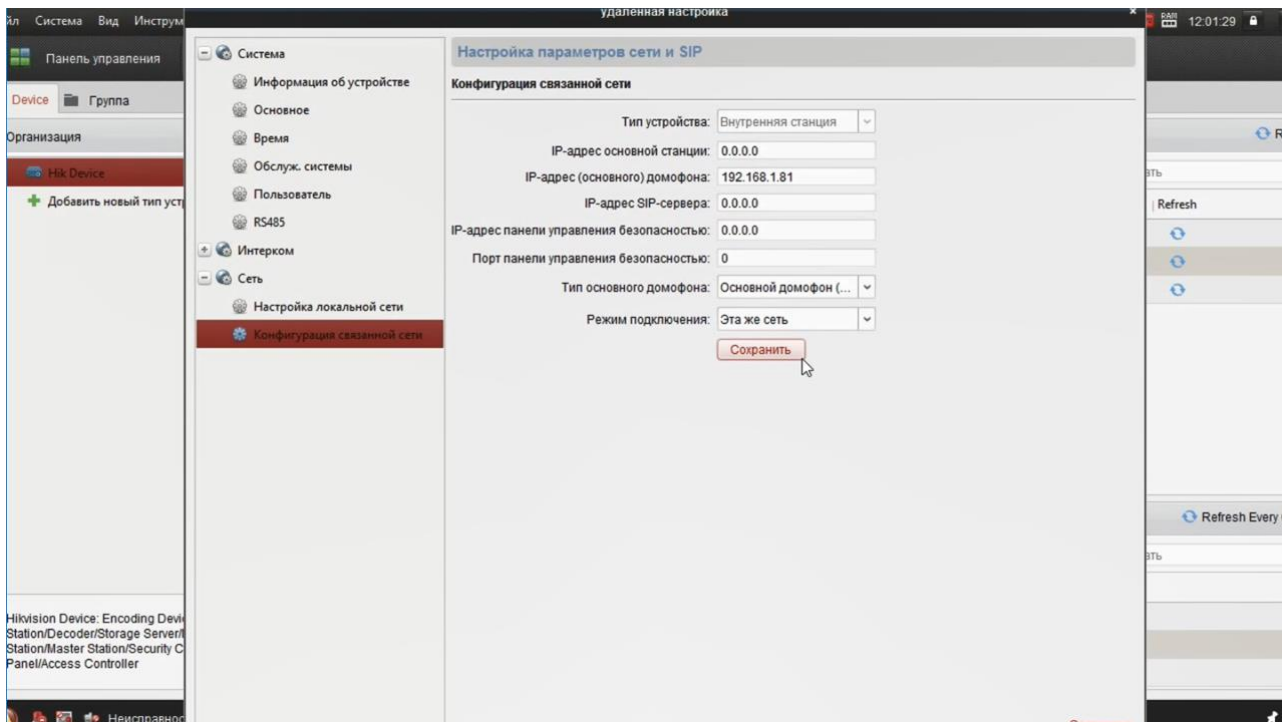 йл Система Вид Инструм
удаленная настройка
12:01:29
Панель управления
Device Группа
Организация
Hik Device
Добавить новый тип уст
Система
Информация об устройстве
Основное
Время
Обслуж. системы
Пользователь
RS485
Интерком
Сеть
Настройка локальной сети
Конфигурация связанной сети
Настройка параметров сети и SIP
Конфигурация связанной сети
Тип устройства: Внутренняя станция
IP-адрес основной станции: 0.0.0.0
IP-адрес (основного) домофона: 192.168.1.81
IP-адрес SIP-сервера: 0.0.0.0
IP-адрес панели управления безопасностью: 0.0.0.0
Порт панели управления безопасностью: 0
Тип основного домофона: Основной домофон (...
Режим подключения: Эта же сеть
Сохранить
R
ать
Refresh
Refresh Every
ать
Hikvision Device: Encoding Devi
Station/Decoder/Storage Server/
Station/Master Station/Security C
Panel/Access Controller
Неисправнос